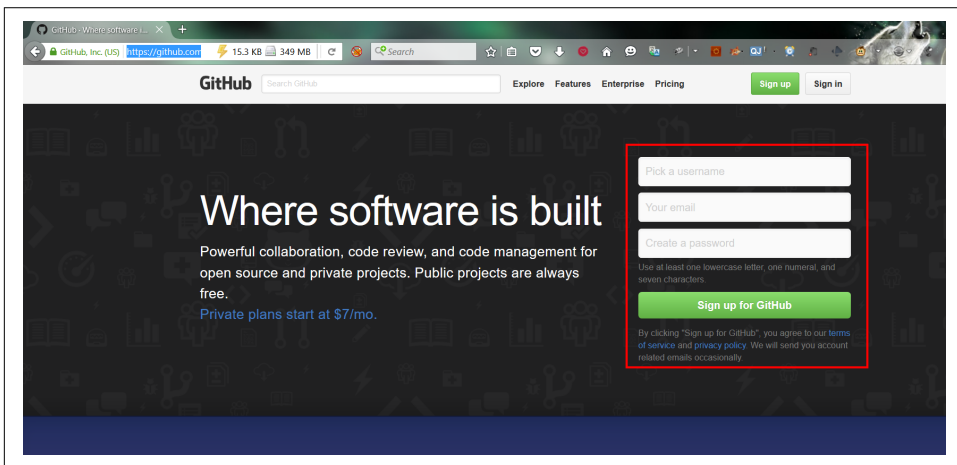 GitHub · Where software i...
GitHub, Inc. (US) https://github.com 15.3 KB 349 MB Search
GitHub Search GitHub Explore Features Enterprise Pricing Sign up Sign in
Pick a username
Your email
Create a password
Use at least one lowercase letter, one numeral, and
seven characters.
Sign up for GitHub
By clicking "Sign up for GitHub", you agree to our terms
of service and privacy policy. We will send you account
related emails occasionally.
Where software is built
Powerful collaboration, code review, and code management for
open source and private projects. Public projects are always
free.
Private plans start at $7/mo.